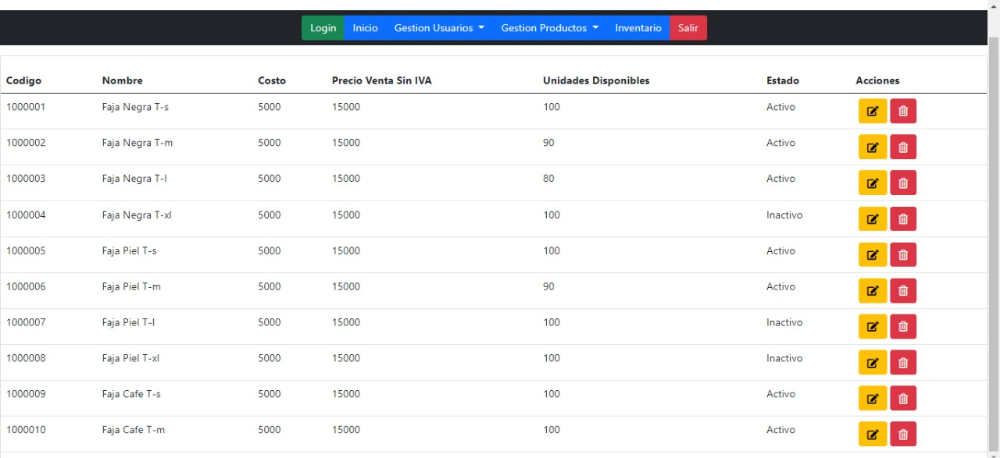 Login Inicio Gestion Usuarios Gestion Productos Inventario Salir
Codigo Nombre Costo Precio Venta Sin IVA Unidades Disponibles Estado Acciones
1000001 Faja Negra T-s 5000 15000 100 Activo
1000002 Faja Negra T-m 5000 15000 90 Activo
1000003 Faja Negra T-l 5000 15000 80 Activo
1000004 Faja Negra T-xl 5000 15000 100 Inactivo
1000005 Faja Piel T-s 5000 15000 100 Activo
1000006 Faja Piel T-m 5000 15000 90 Activo
1000007 Faja Piel T-l 5000 15000 100 Inactivo
1000008 Faja Piel T-xl 5000 15000 100 Inactivo
1000009 Faja Cafe T-s 5000 15000 100 Activo
1000010 Faja Cafe T-m 5000 15000 100 Activo